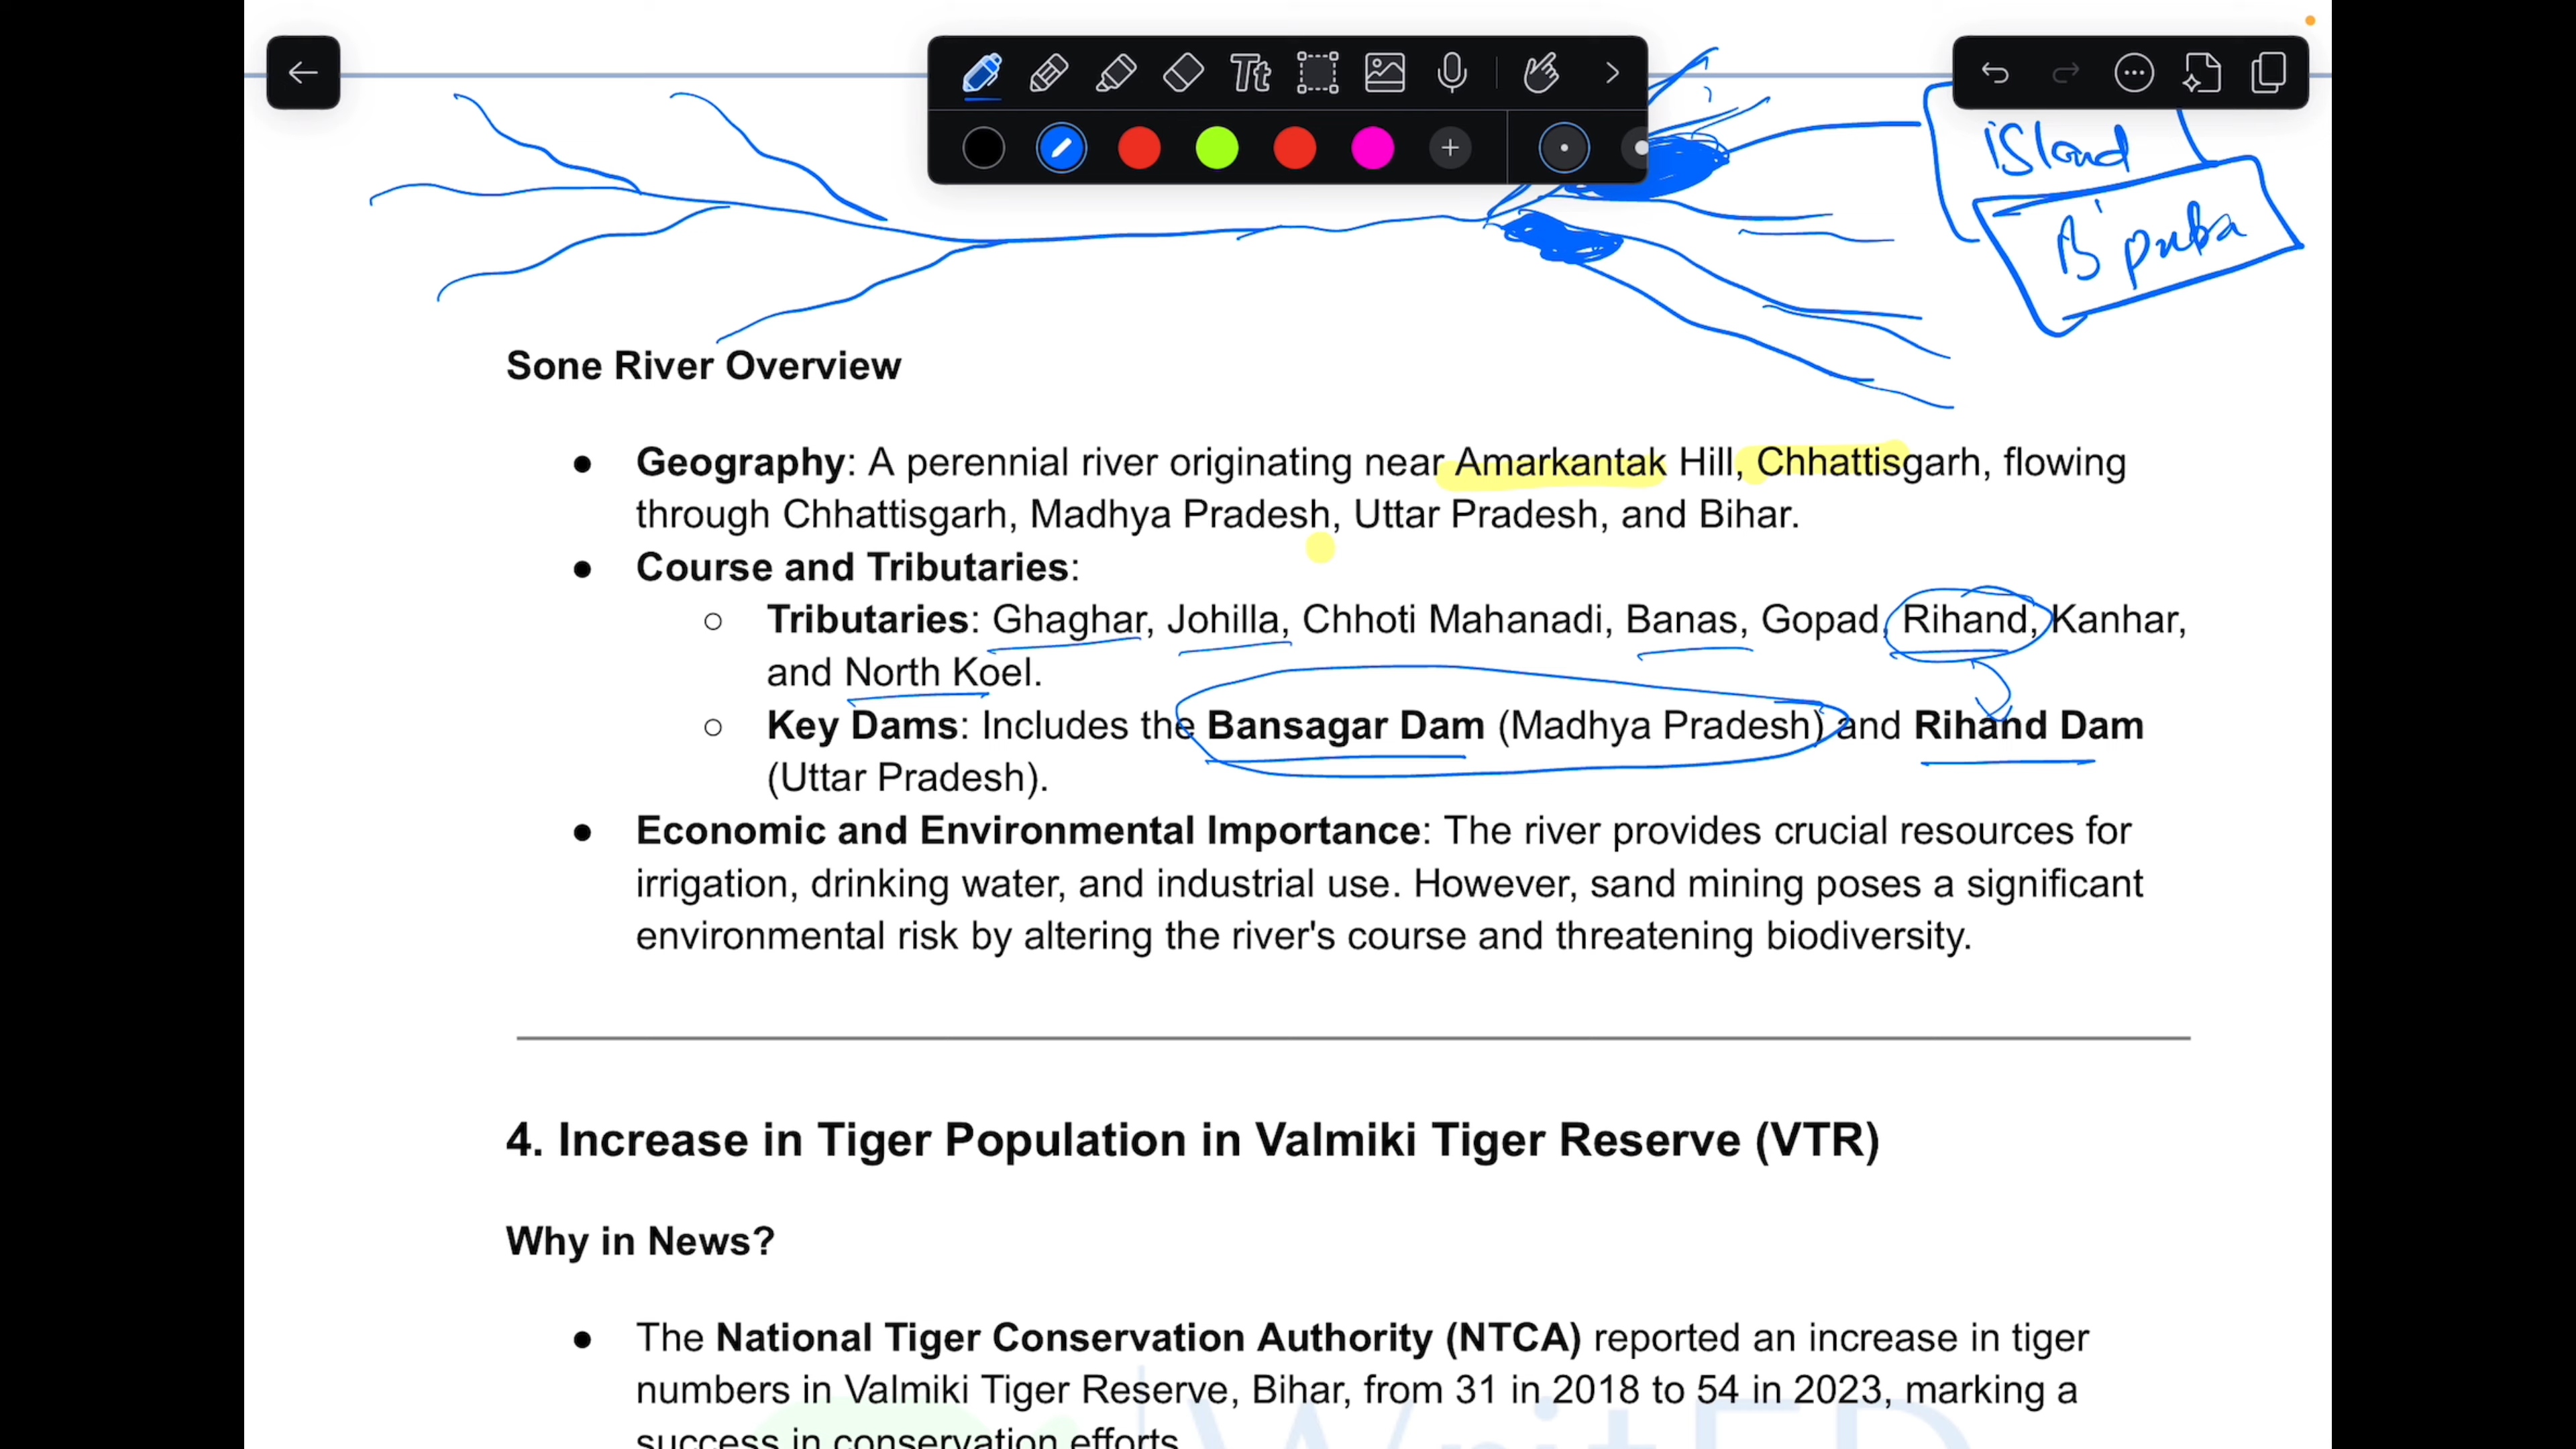 Tt
island
B'putra
Sone River Overview
● Geography: A perennial river originating near Amarkantak Hill, Chhattisgarh, flowing
through Chhattisgarh, Madhya Pradesh, Uttar Pradesh, and Bihar.
● Course and Tributaries:
○ Tributaries: Ghaghar, Johilla, Chhoti Mahanadi, Banas, Gopad, Rihand, Kanhar,
and North Koel.
○ Key Dams: Includes the Bansagar Dam (Madhya Pradesh) and Rihand Dam
(Uttar Pradesh).
● Economic and Environmental Importance: The river provides crucial resources for
irrigation, drinking water, and industrial use. However, sand mining poses a significant
environmental risk by altering the river's course and threatening biodiversity.
4. Increase in Tiger Population in Valmiki Tiger Reserve (VTR)
Why in News?
● The National Tiger Conservation Authority (NTCA) reported an increase in tiger
numbers in Valmiki Tiger Reserve, Bihar, from 31 in 2018 to 54 in 2023, marking a
success in conservation efforts.